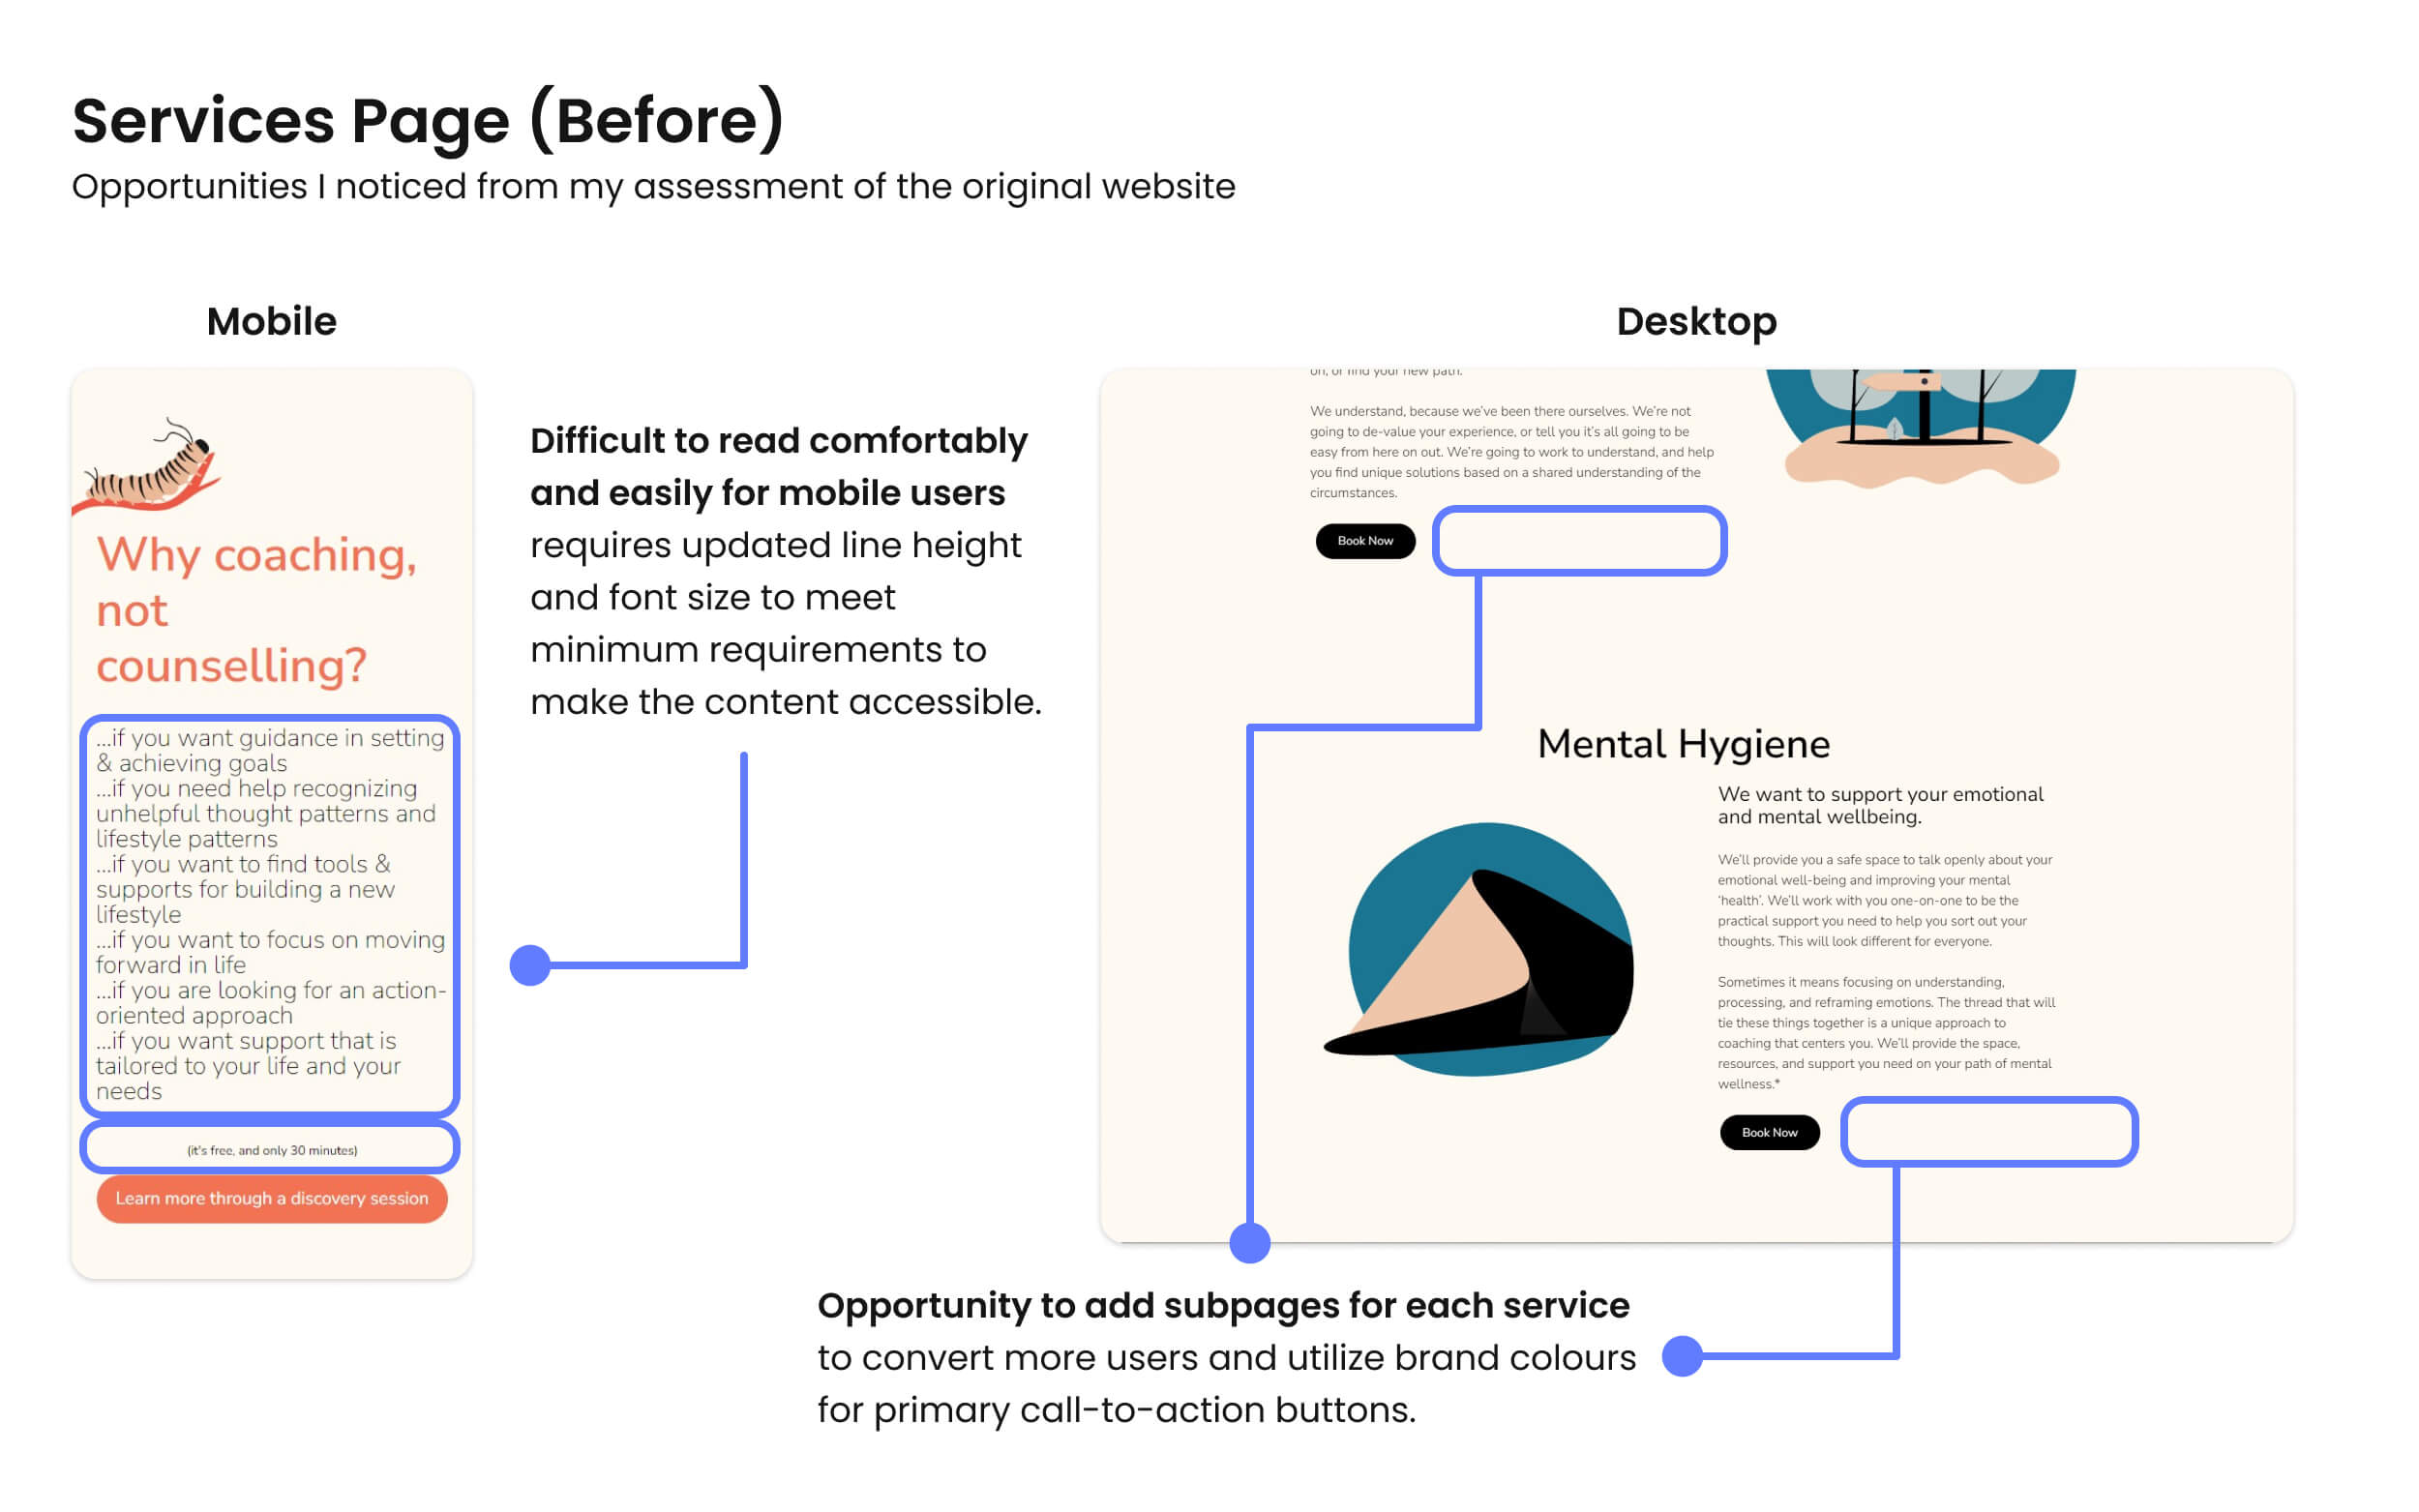 Services Page (Before)
Opportunities I noticed from my assessment of the original website
Mobile
Why coaching,
not
counselling?
...if you want guidance in setting
& achieving goals
...if you need help recognizing
unhelpful thought patterns and
lifestyle patterns
...if you want to find tools &
supports for building a new
lifestyle
...if you want to focus on moving
forward in life
...if you are looking for an action-
oriented approach
...if you want support that is
tailored to your life and your
needs
(it's free, and only 30 minutes)
Learn more through a discovery session
Difficult to read comfortably
and easily for mobile users
requires updated line height
and font size to meet
minimum requirements to
make the content accessible.
Desktop
on, or find your new path.
We understand, because we've been there ourselves. We're not
going to de-value your experience, or tell you it's all going to be
easy from here on out. We're going to work to understand, and help
you find unique solutions based on a shared understanding of the
circumstances.
Book Now
Mental Hygiene
We want to support your emotional
and mental wellbeing.
We'll provide you a safe space to talk openly about your
emotional well-being and improving your mental
'health'. We'll work with you one-on-one to be the
practical support you need to help you sort out your
thoughts. This will look different for everyone.
Sometimes it means focusing on understanding,
processing, and reframing emotions. The thread that will
tie these things together is a unique approach to
coaching that centers you. We'll provide the space,
resources, and support you need on your path of mental
wellness.*
Book Now
Opportunity to add subpages for each service
to convert more users and utilize brand colours
for primary call-to-action buttons.